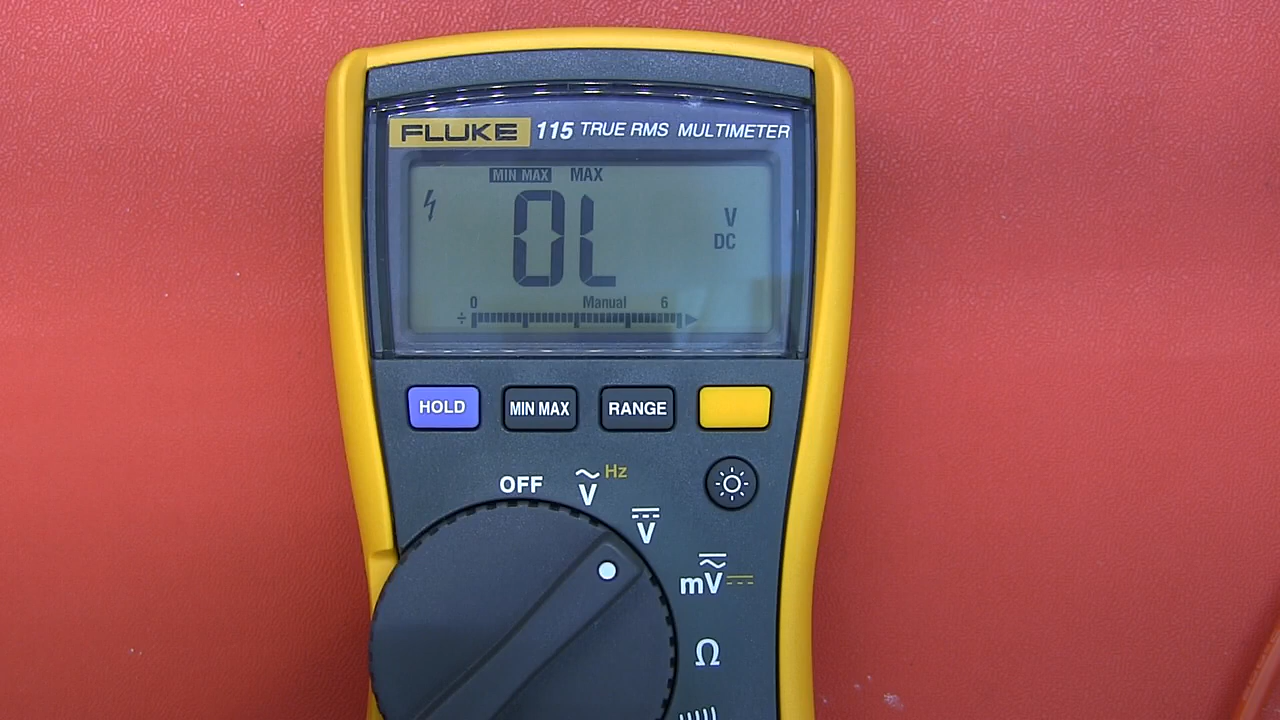 FLUKE 115 TRUE RMS MULTIMETER
MIN MAX MAX
OL
V
DC
0 Manual 6
HOLD MIN MAX RANGE
OFF
V Hz
V
mV
Ω